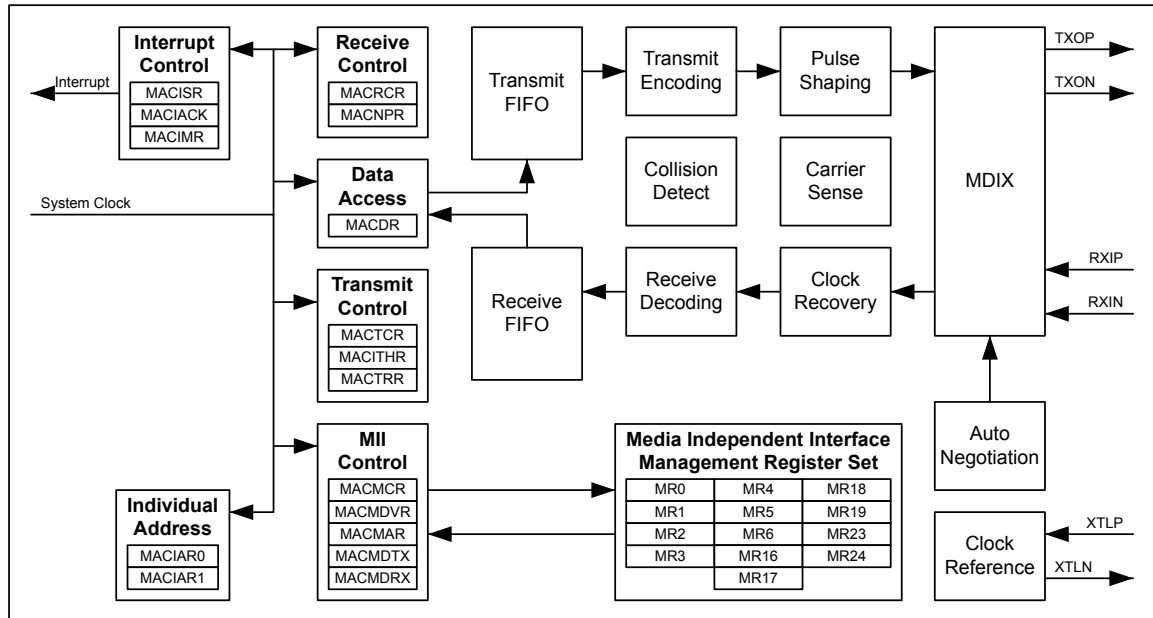 Interrupt
Control
MACISR
MACIACK
MACIMR
Interrupt
Receive
Control
MACRCR
MACNPR
Transmit
FIFO
Transmit
Encoding
Pulse
Shaping
TXOP
TXON
MDIX
Collision
Detect
Carrier
Sense
Data
Access
MACDR
System Clock
Transmit
Control
MACTCR
MACITHR
MACTRR
Receive
FIFO
Receive
Decoding
Clock
Recovery
RXIP
RXIN
MII
Control
MACMCR
MACMDVR
MACMAR
MACMDTX
MACMDRX
Media Independent Interface
Management Register Set
MR0 MR4 MR18
MR1 MR5 MR19
MR2 MR6 MR23
MR3 MR16 MR24
MR17
Auto
Negotiation
Individual
Address
MACIAR0
MACIAR1
Clock
Reference
XTLP
XTLN